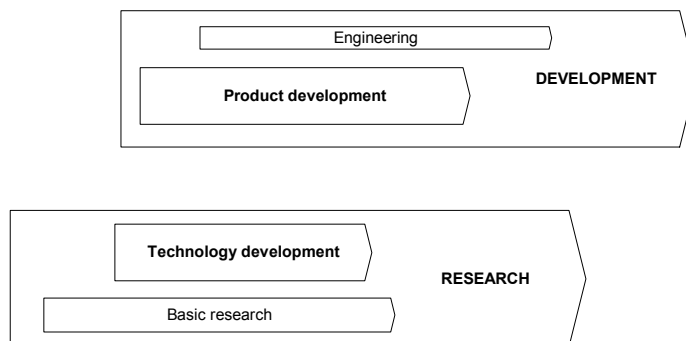 Engineering
DEVELOPMENT
Product development
Technology development
RESEARCH
Basic research